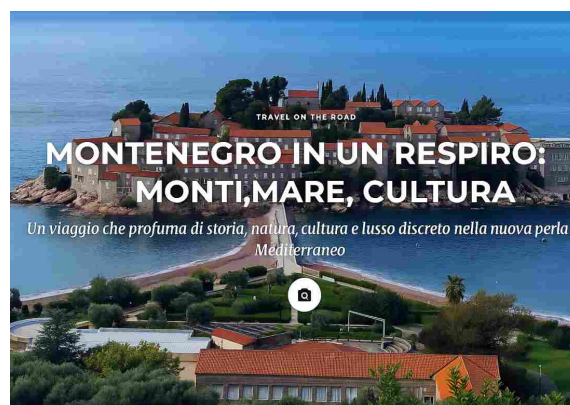 TRAVEL ON THE ROAD
MONTENEGRO IN UN RESPIRO:
MONTI,MARE, CULTURA
Un viaggio che profuma di storia, natura, cultura e lusso discreto nella nuova perla
Mediterraneo